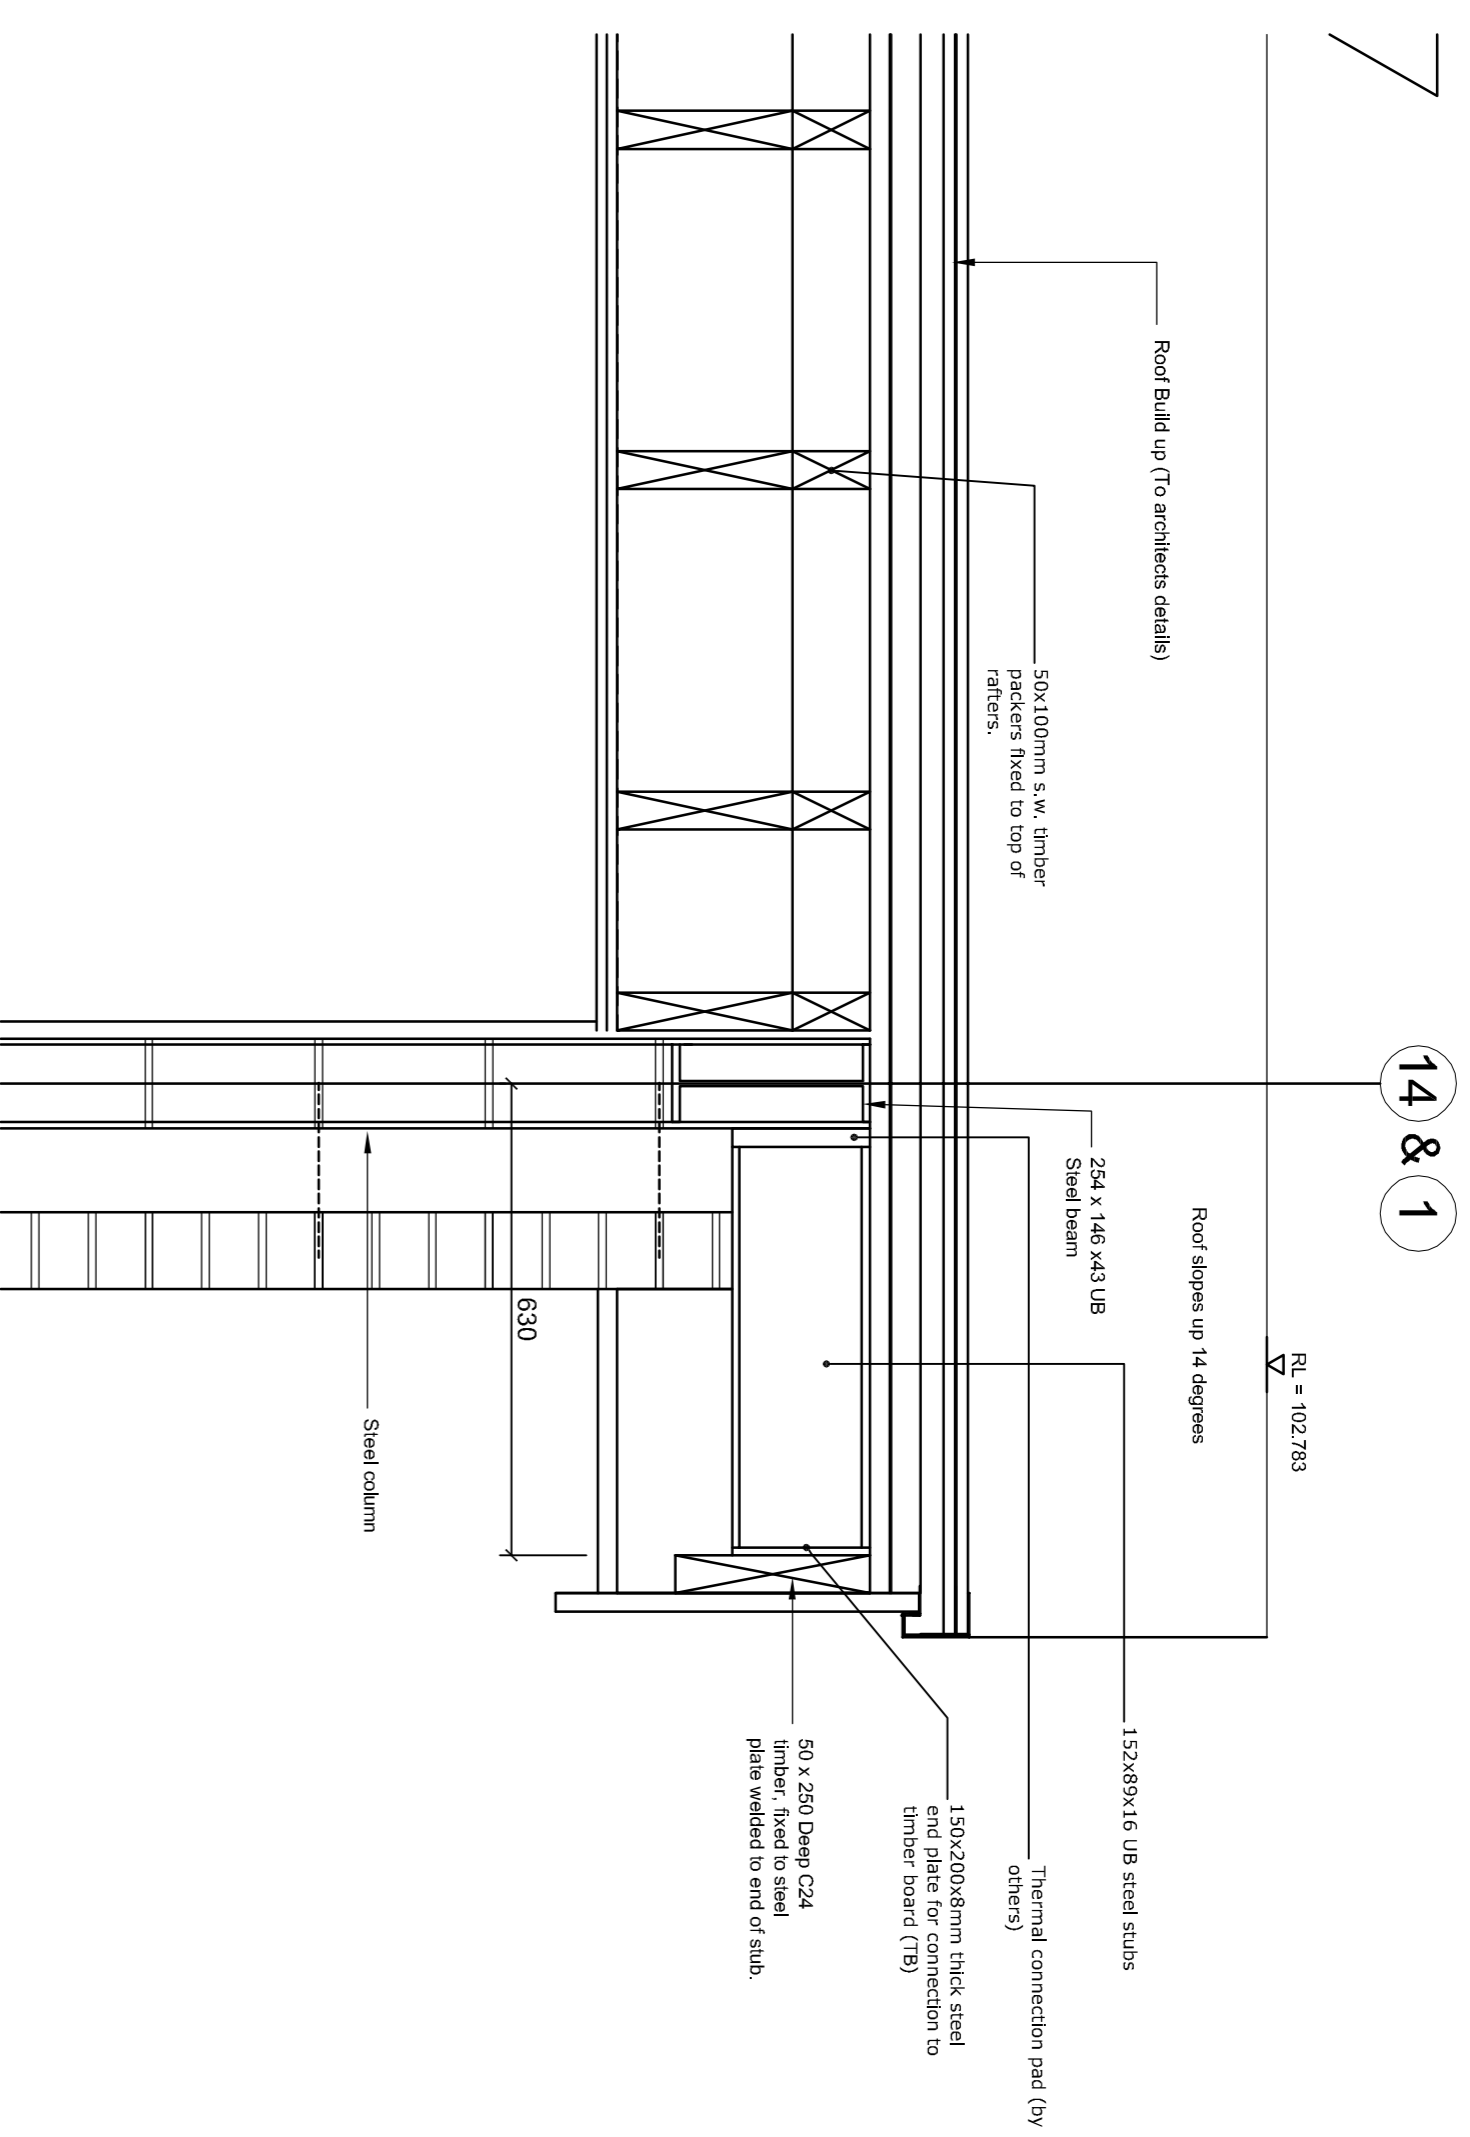 14 & 1
RL = 102.783
Roof slopes up 14 degrees
Roof Build up (To architects details)
254 x 146 x43 UB
Steel beam
152x89x16 UB steel stubs
50x100mm s.w. timber
packers fixed to top of
rafters.
Thermal connection pad (by
others)
150x200x8mm thick steel
end plate for connection to
timber board (TB)
50 x 250 Deep C24
timber, fixed to steel
plate welded to end of stub.
630
Steel column